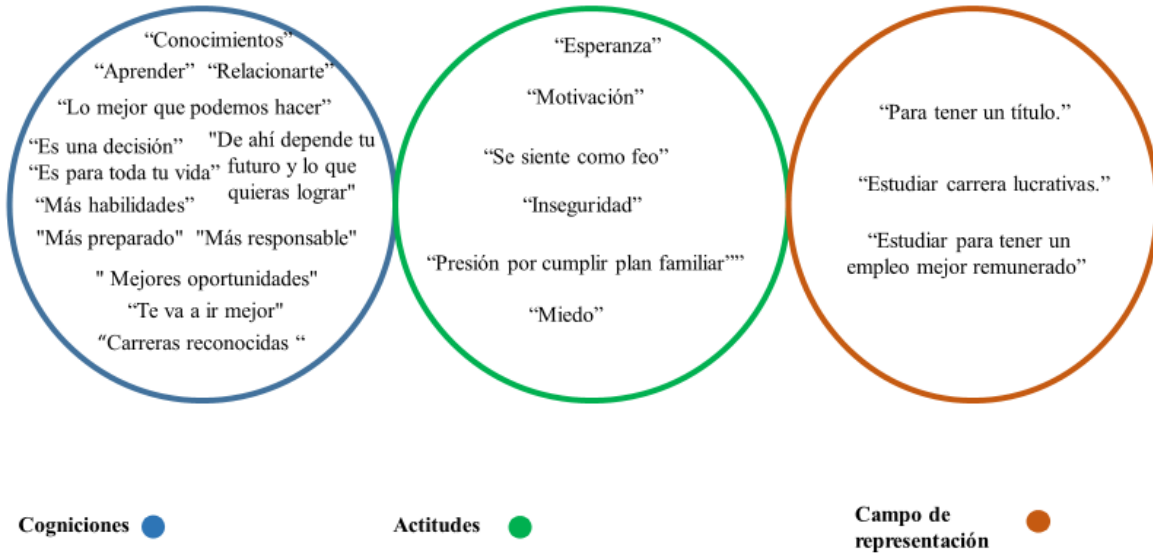 “Conocimientos”
“Aprender” “Relacionarte”
“Lo mejor que podemos hacer”
“Es una decisión”
“Es para toda tu vida”
"De ahí depende tu
futuro y lo que
quieras lograr"
“Más habilidades”
"Más preparado" "Más responsable"
" Mejores oportunidades"
“Te va a ir mejor"
“Carreras reconocidas “
“Esperanza”
“Motivación”
“Se siente como feo”
“Inseguridad”
“Presión por cumplir plan familiar””
“Miedo”
“Para tener un título.”
“Estudiar carrera lucrativas.”
“Estudiar para tener un
empleo mejor remunerado”
Cogniciones
Actitudes
Campo de
representación